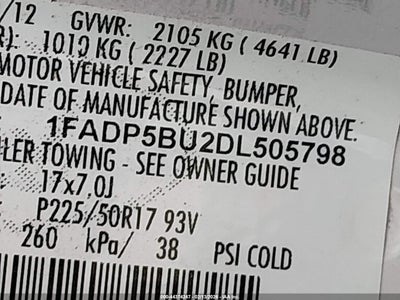 /12 GVWR: 2105 KG ( 4641 LB)
R): 1010 KG ( 2227 LB)
MOTOR VEHICLE SAFETY, BUMPER,
DATE OF MANUFACTURE SHOWN ABOVE.
1FADP5BU2DL505798
LER TOWING - SEE OWNER GUIDE
17x7.0J
P225/50R17 93V
260 kPa/ 38 PSI COLD